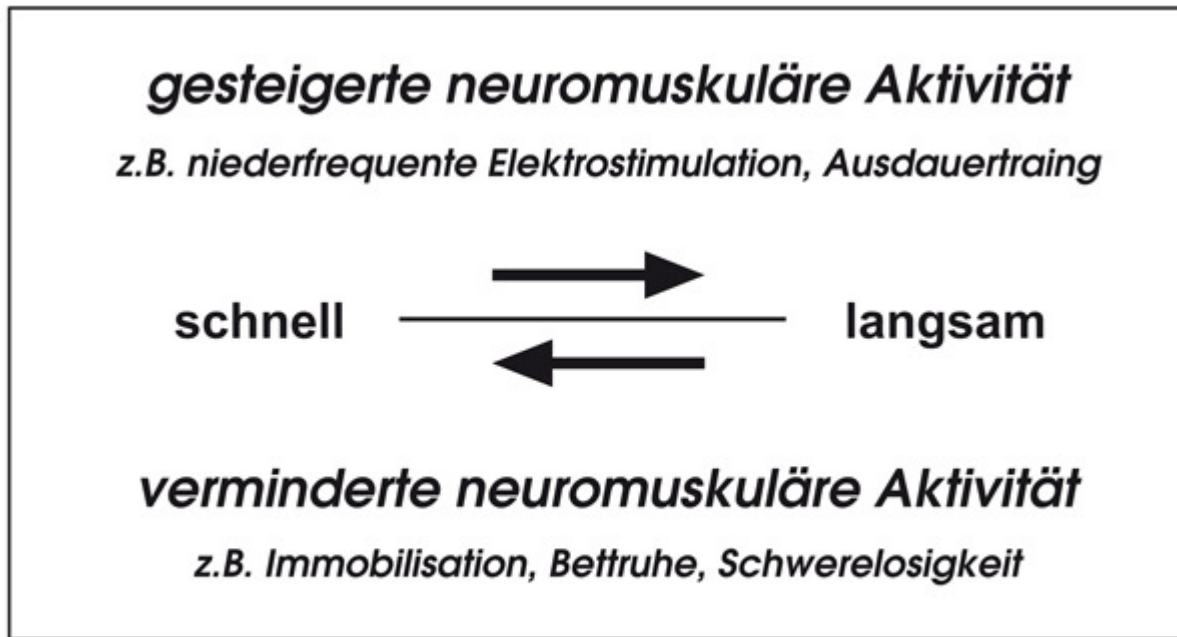 gesteigerte neuromuskuläre Aktivität
z.B. niederfrequente Elektrostimulation, Ausdauertraing
schnell langsam
verminderte neuromuskuläre Aktivität
z.B. Immobilisation, Bettruhe, Schwerelosigkeit